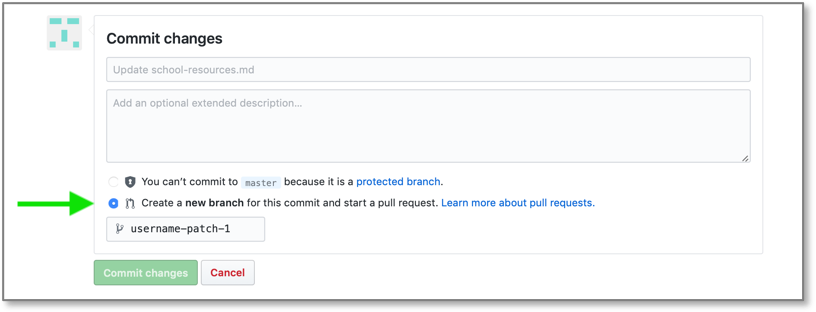 Commit changes
Update school-resources.md
Add an optional extended description...
You can't commit to master because it is a protected branch.
Create a new branch for this commit and start a pull request. Learn more about pull requests.
username-patch-1
Commit changes Cancel